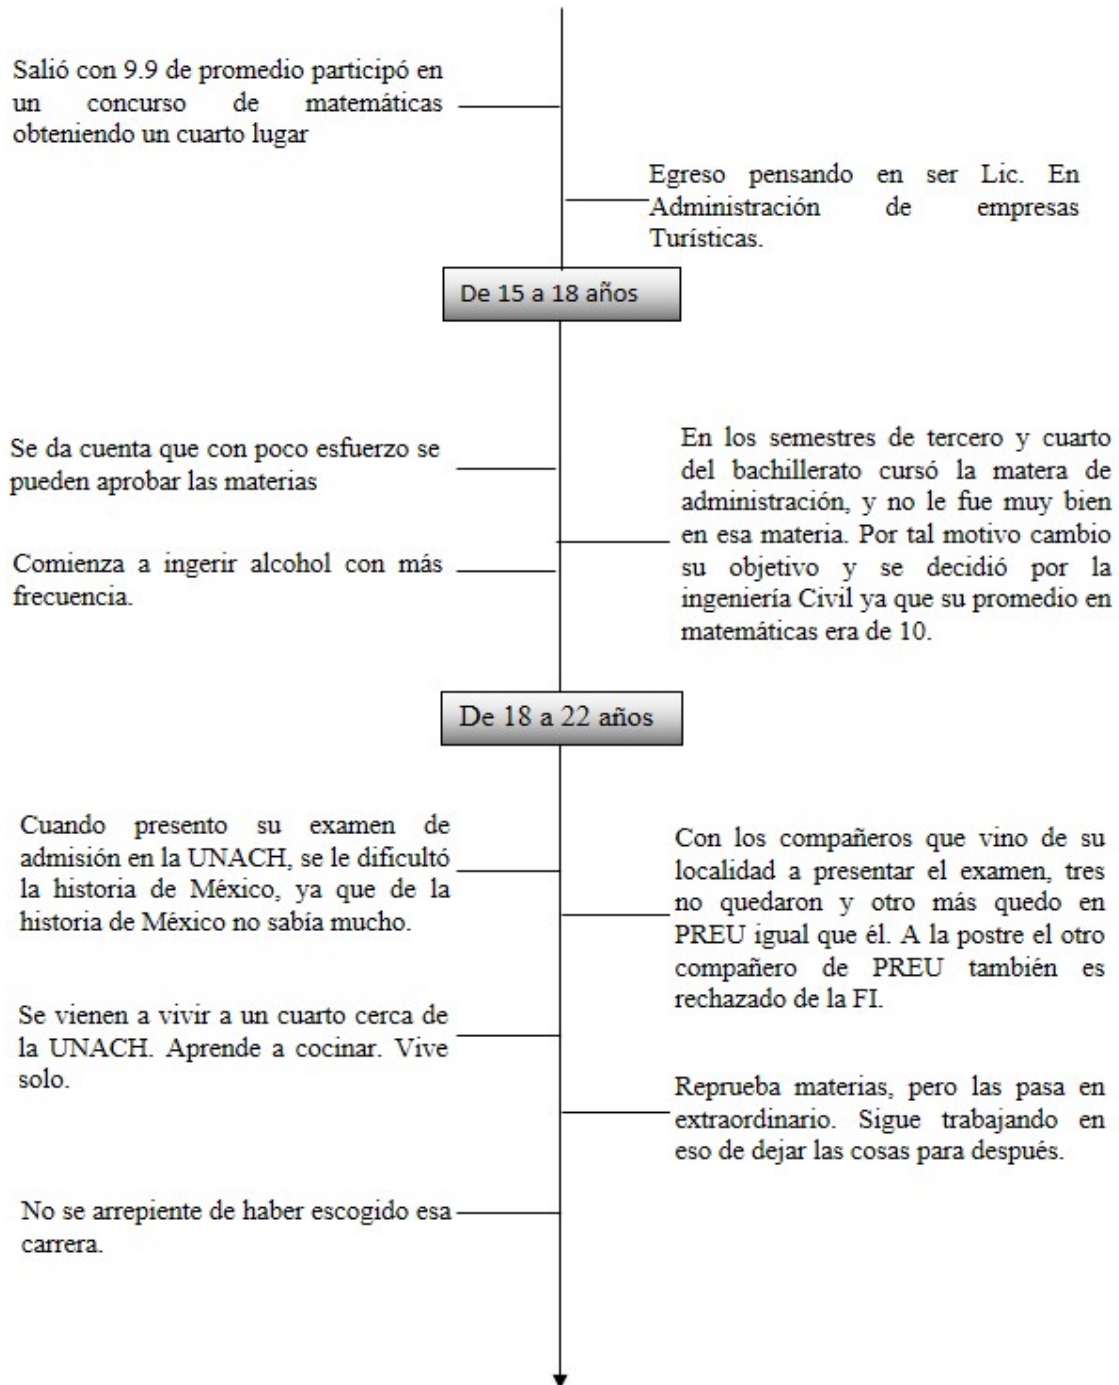 Salió con 9.9 de promedio participó en
un concurso de matemáticas
obteniendo un cuarto lugar
Egreso pensando en ser Lic. En
Administración de empresas
Turísticas.
De 15 a 18 años
Se da cuenta que con poco esfuerzo se
pueden aprobar las materias
Comienza a ingerir alcohol con más
frecuencia.
En los semestres de tercero y cuarto
del bachillerato cursó la matera de
administración, y no le fue muy bien
en esa materia. Por tal motivo cambio
su objetivo y se decidió por la
ingeniería Civil ya que su promedio en
matemáticas era de 10.
De 18 a 22 años
Cuando presento su examen de
admisión en la UNACH, se le dificultó
la historia de México, ya que de la
historia de México no sabía mucho.
Con los compañeros que vino de su
localidad a presentar el examen, tres
no quedaron y otro más quedo en
PREU igual que él. A la postre el otro
compañero de PREU también es
rechazado de la FI.
Se vienen a vivir a un cuarto cerca de
la UNACH. Aprende a cocinar. Vive
solo.
Reprueba materias, pero las pasa en
extraordinario. Sigue trabajando en
eso de dejar las cosas para después.
No se arrepiente de haber escogido esa
carrera.